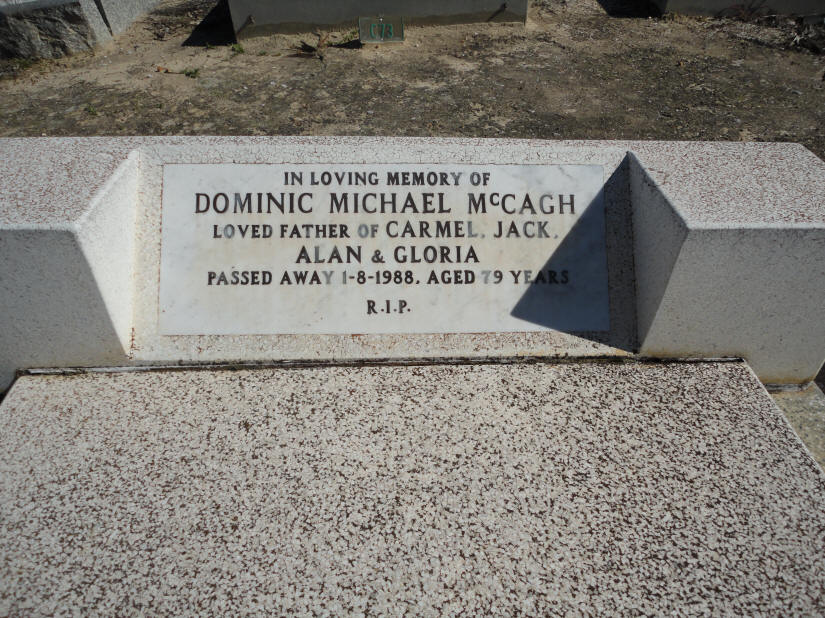 673
IN LOVING MEMORY OF
DOMINIC MICHAEL McCAGH
LOVED FATHER OF CARMEL, JACK,
ALAN & GLORIA
PASSED AWAY 1-8-1988, AGED 79 YEARS
R.I.P.